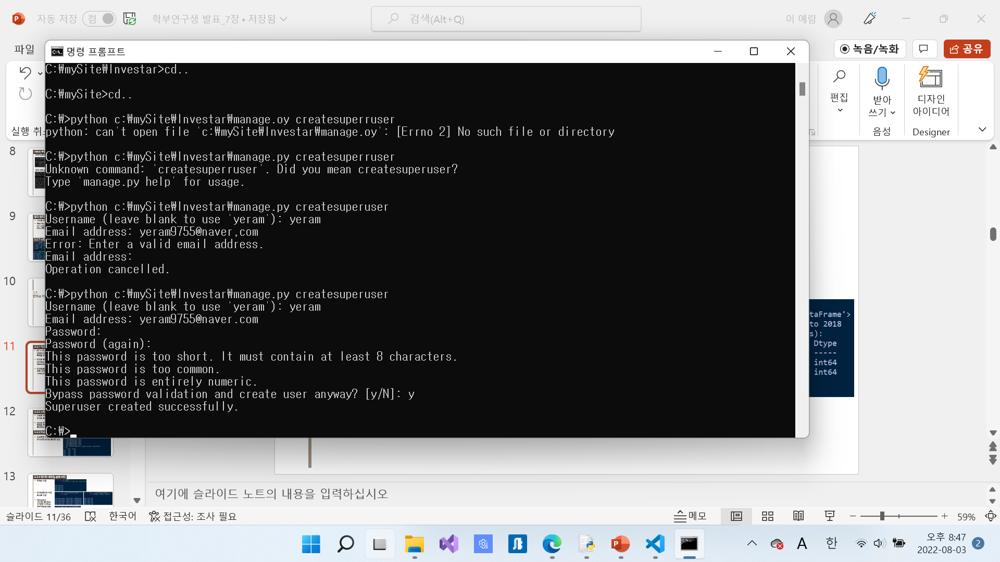 자동 저장
켬
학부연구생 발표_7장 • 저장됨
검색(Alt+Q)
이 예람
파일
녹음/녹화
공유
명령 프롬프트
실행 취소
편집
받아
쓰기
음성
디자인
아이디어
Designer
C:₩mySite₩Investar>cd..
C:₩mySite>cd..
C:₩>python c:₩mySite₩Investar₩manage.oy createsuperruser
python: can't open file 'c:₩mySite₩Investar₩manage.oy': [Errno 2] No such file or directory
C:₩>python c:₩mySite₩Investar₩manage.py createsuperruser
Unknown command: 'createsuperruser'. Did you mean createsuperuser?
Type 'manage.py help' for usage.
C:₩>python c:₩mySite₩Investar₩manage.py createsuperuser
Username (leave blank to use 'yeram'): yeram
Email address: yeram9755@naver,com
Error: Enter a valid email address.
Email address:
Operation cancelled.
C:₩>python c:₩mySite₩Investar₩manage.py createsuperuser
Username (leave blank to use 'yeram'): yeram
Email address: yeram9755@naver.com
Password:
Password (again):
This password is too short. It must contain at least 8 characters.
This password is too common.
This password is entirely numeric.
Bypass password validation and create user anyway? [y/N]: y
Superuser created successfully.
C:₩>
8
9
10
11
12
13
taFrame'>
to 2018
s):
Dtype
-----
int64
int64
여기에 슬라이드 노트의 내용을 입력하십시오
슬라이드 11/36
한국어
접근성: 조사 필요
메모
59%
A
한
오후 8:47
2022-08-03
2